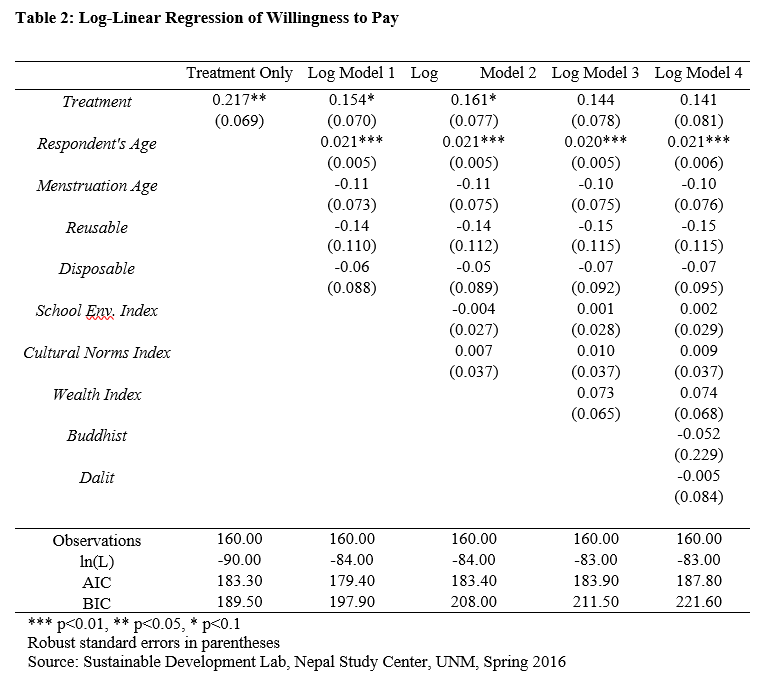 Table 2: Log-Linear Regression of Willingness to Pay
Treatment Only Log Model 1 Log Model 2 Log Model 3 Log Model 4
Treatment 0.217** 0.154* 0.161* 0.144 0.141
(0.069) (0.070) (0.077) (0.078) (0.081)
Respondent's Age 0.021*** 0.021*** 0.020*** 0.021***
(0.005) (0.005) (0.005) (0.006)
Menstruation Age -0.11 -0.11 -0.10 -0.10
(0.073) (0.075) (0.075) (0.076)
Reusable -0.14 -0.14 -0.15 -0.15
(0.110) (0.112) (0.115) (0.115)
Disposable -0.06 -0.05 -0.07 -0.07
(0.088) (0.089) (0.092) (0.095)
School Env. Index -0.004 0.001 0.002
(0.027) (0.028) (0.029)
Cultural Norms Index 0.007 0.010 0.009
(0.037) (0.037) (0.037)
Wealth Index 0.073 0.074
(0.065) (0.068)
Buddhist -0.052
(0.229)
Dalit -0.005
(0.084)
Observations 160.00 160.00 160.00 160.00 160.00
ln(L) -90.00 -84.00 -84.00 -83.00 -83.00
AIC 183.30 179.40 183.40 183.90 187.80
BIC 189.50 197.90 208.00 211.50 221.60
*** p<0.01, ** p<0.05, * p<0.1
Robust standard errors in parentheses
Source: Sustainable Development Lab, Nepal Study Center, UNM, Spring 2016